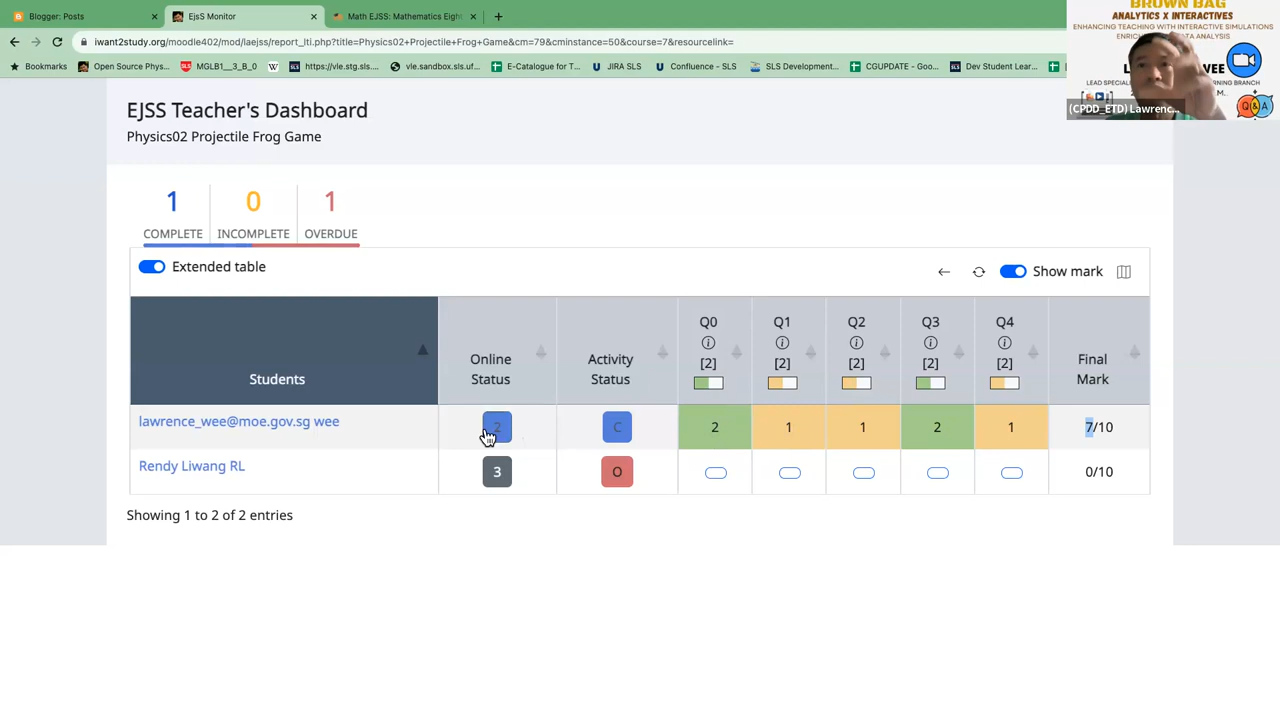 Blogger: Posts
EjsS Monitor
Math EJSS: Mathematics Eigh
iwant2study.org/moodle402/mod/laejss/report_lti.php?title=Physics02+Projectile+Frog+Game&cm=79&cminstance=50&course=7&resourcelink=
Bookmarks
Open Source Phys...
MGLB1__3_B_0
https://vle.stg.sls....
vle.sandbox.sls.uf...
E-Catalogue for T...
JIRA SLS
Confluence - SLS
SLS Development...
CGUPDATE - Goo...
Dev Student Lear...
BROWN BAG
ANALYTICS X INTERACTIVES
ENHANCING TEACHING WITH INTERACTIVE SIMULATIONS
(CPDD_ETD) Lawrenc...
Q&A
EJSS Teacher's Dashboard
Physics02 Projectile Frog Game
1 0 1
COMPLETE INCOMPLETE OVERDUE
Extended table
Show mark
Students
Online Status
Activity Status
Q0 [2]
Q1 [2]
Q2 [2]
Q3 [2]
Q4 [2]
Final Mark
lawrence_wee@moe.gov.sg wee 2 C 2 1 1 2 1 7/10
Rendy Liwang RL 3 O 0/10
Showing 1 to 2 of 2 entries